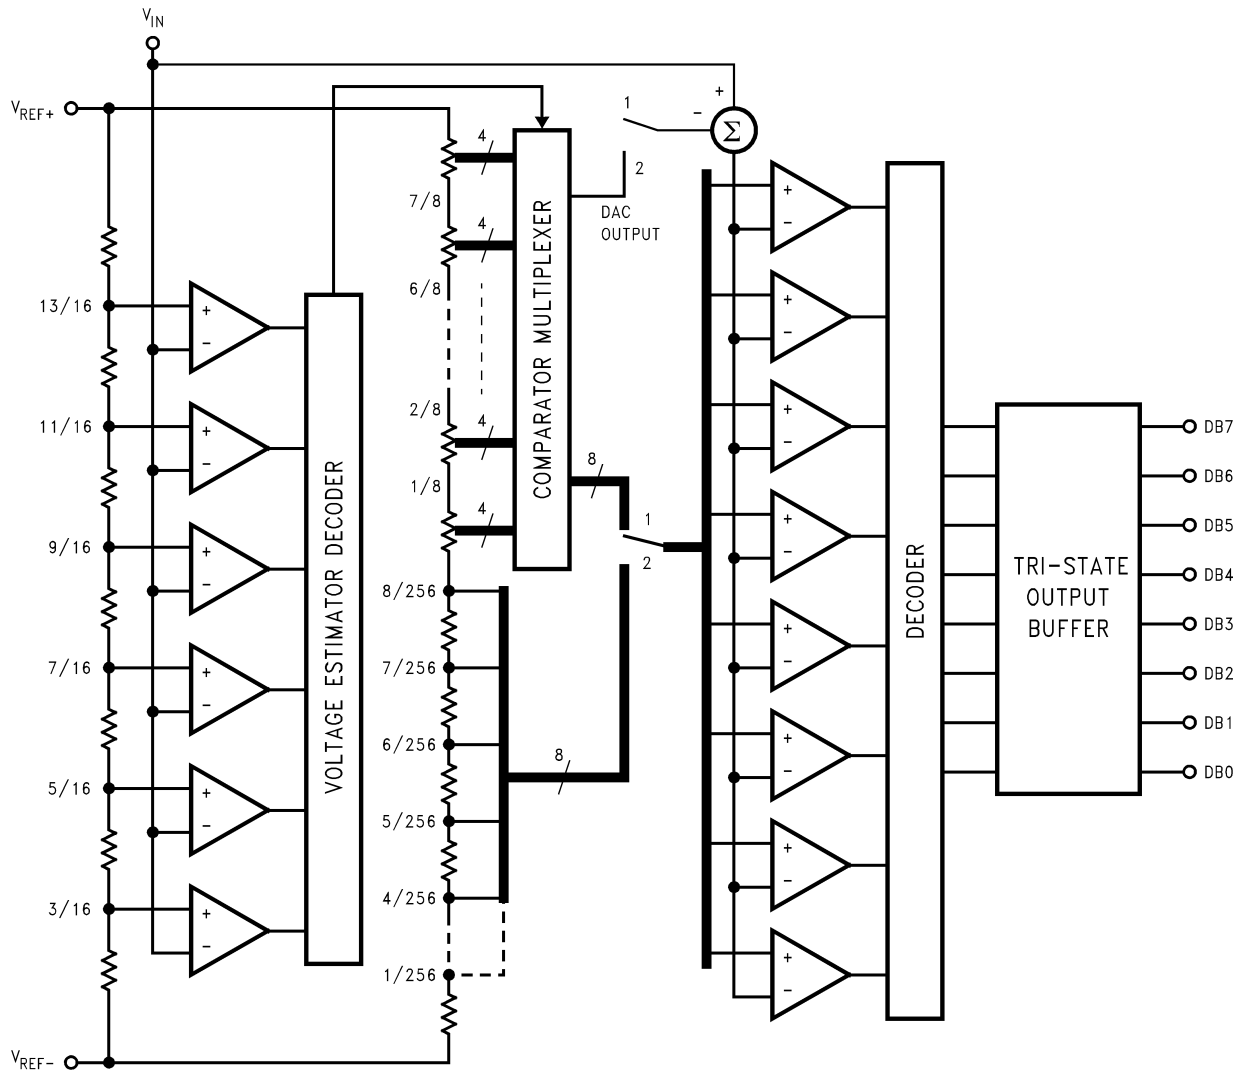 VIN
VREF+
13/16
11/16
9/16
7/16
5/16
3/16
VREF-
+
-
+
-
+
-
+
-
+
-
+
-
VOLTAGE ESTIMATOR DECODER
4
7/8
4
6/8
2/8
4
1/8
4
8/256
7/256
6/256
5/256
4/256
1/256
COMPARATOR MULTIPLEXER
1
2
DAC
OUTPUT
+
-
Σ
8
1
2
8
+
-
+
-
+
-
+
-
+
-
+
-
+
-
+
-
DECODER
TRI-STATE
OUTPUT
BUFFER
DB7
DB6
DB5
DB4
DB3
DB2
DB1
DB0